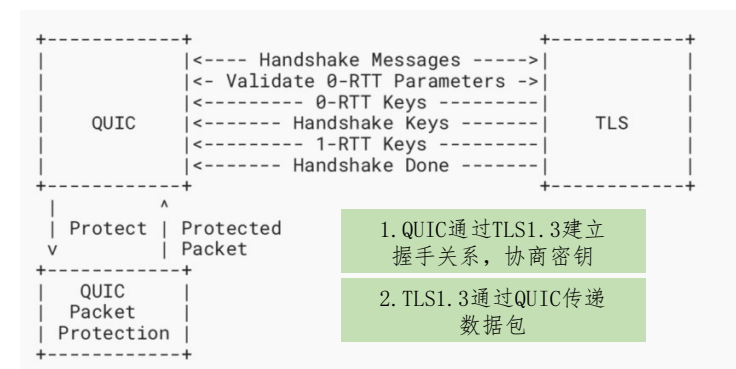 +-------------+ +-------------+
| |<---- Handshake Messages ----->| |
| |<- Validate 0-RTT Parameters ->| |
| |<--------- 0-RTT Keys ---------| |
| QUIC |<------- Handshake Keys -------| TLS |
| |<--------- 1-RTT Keys ---------| |
| |<------- Handshake Done -------| |
+-------------+ +-------------+
| ^
| Protect | Protected
v | Packet
+-------------+
| QUIC |
| Packet |
| Protection |
+-------------+
1.QUIC通过TLS1.3建立
握手关系，协商密钥
2.TLS1.3通过QUIC传递
数据包